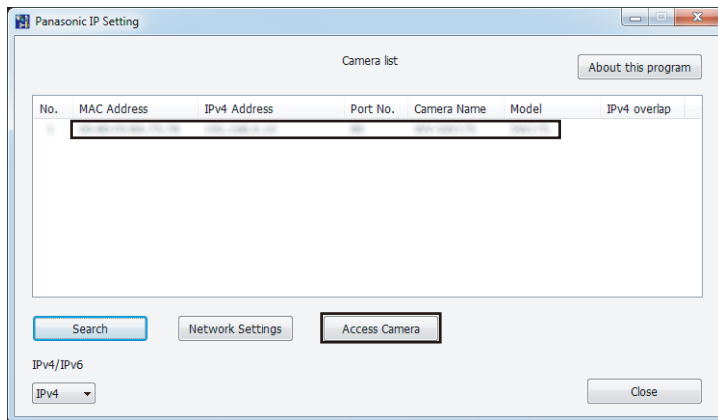 Panasonic IP Setting
Camera list
About this program
No. MAC Address IPv4 Address Port No. Camera Name Model IPv4 overlap
Search Network Settings Access Camera
IPv4/IPv6
IPv4
Close